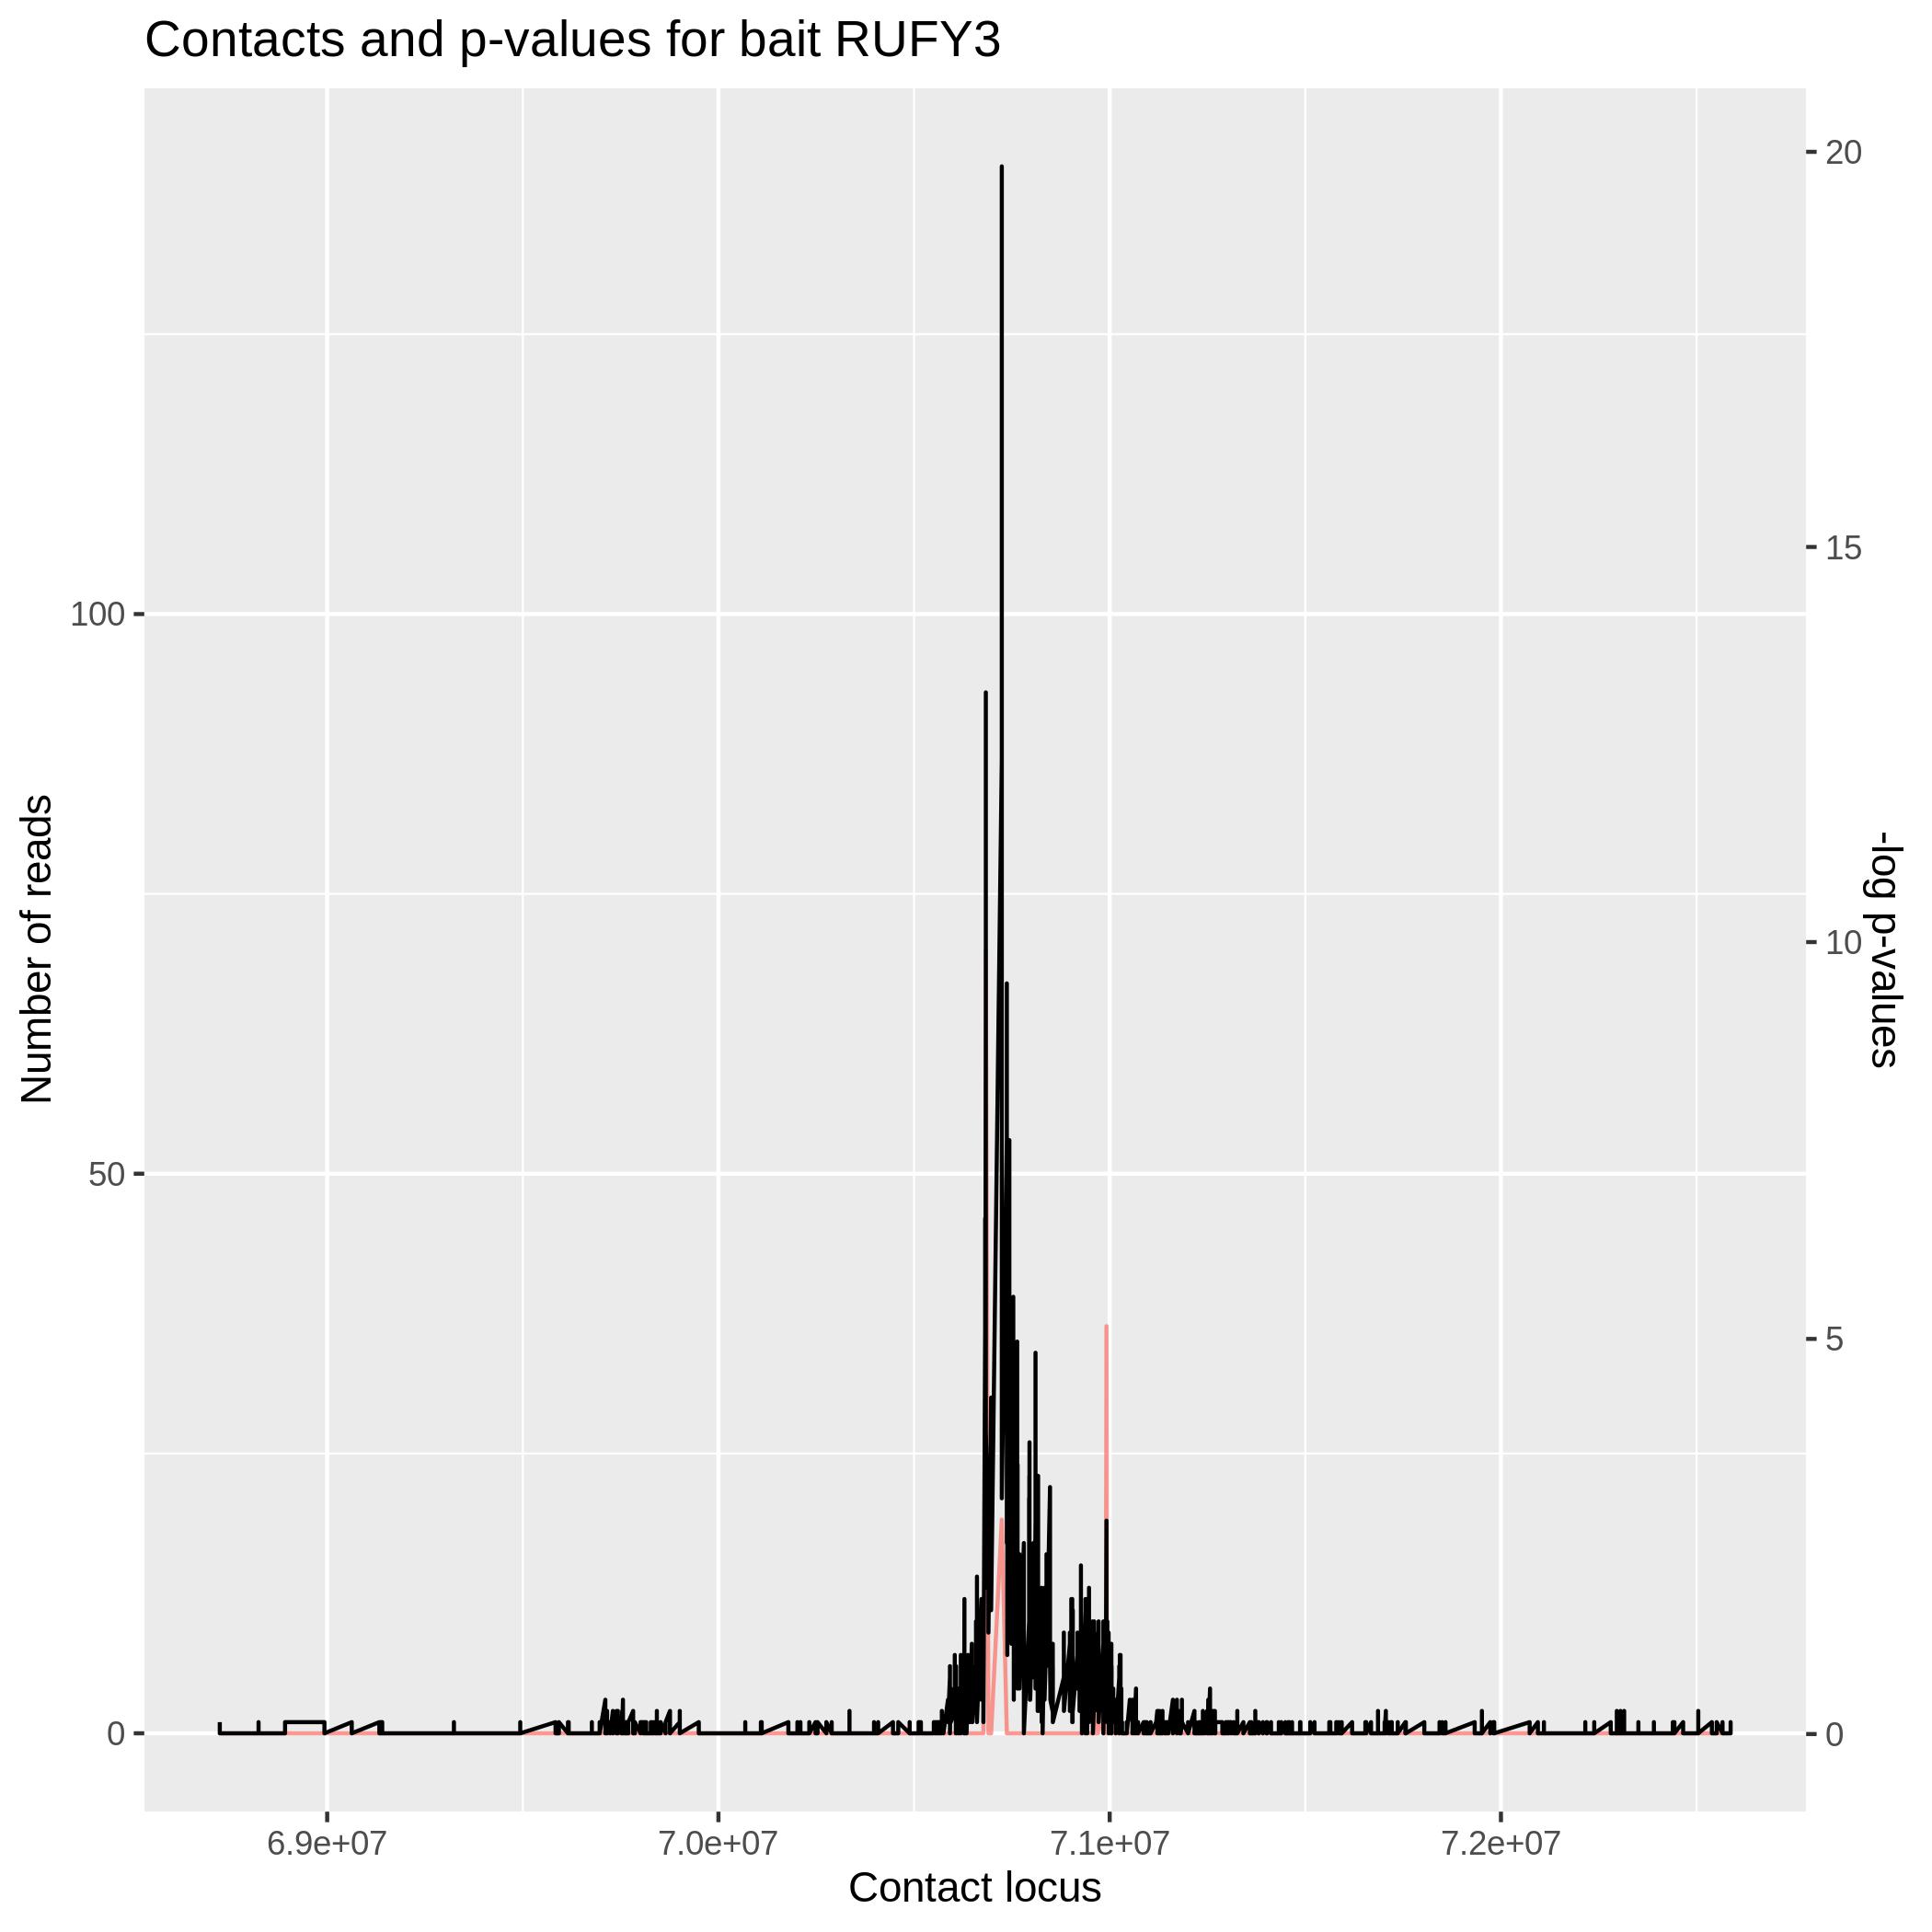 Contacts and p-values for bait RUFY3
Number of reads
100
50
0
20
15
10
5
0
-log p-values
6.9e+07
7.0e+07
7.1e+07
7.2e+07
Contact locus